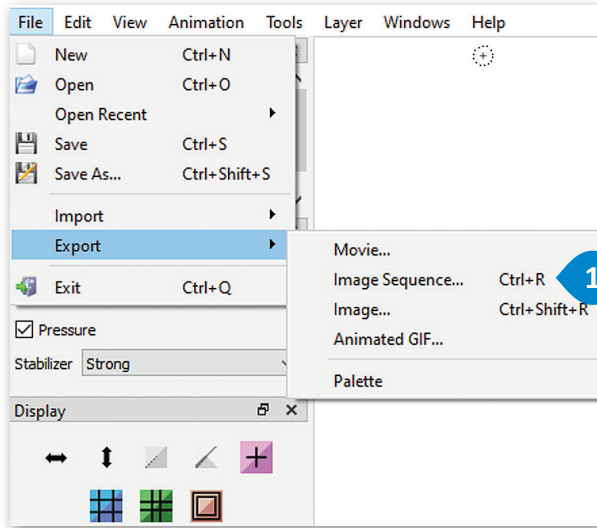 File Edit View Animation Tools Layer Windows Help
New Ctrl+N
Open Ctrl+O
Open Recent
Save Ctrl+S
Save As... Ctrl+Shift+S
Import
Export
Exit Ctrl+Q
Movie...
Image Sequence... Ctrl+R 1
Image... Ctrl+Shift+R
Animated GIF...
Palette
Pressure
Stabilizer Strong
Display